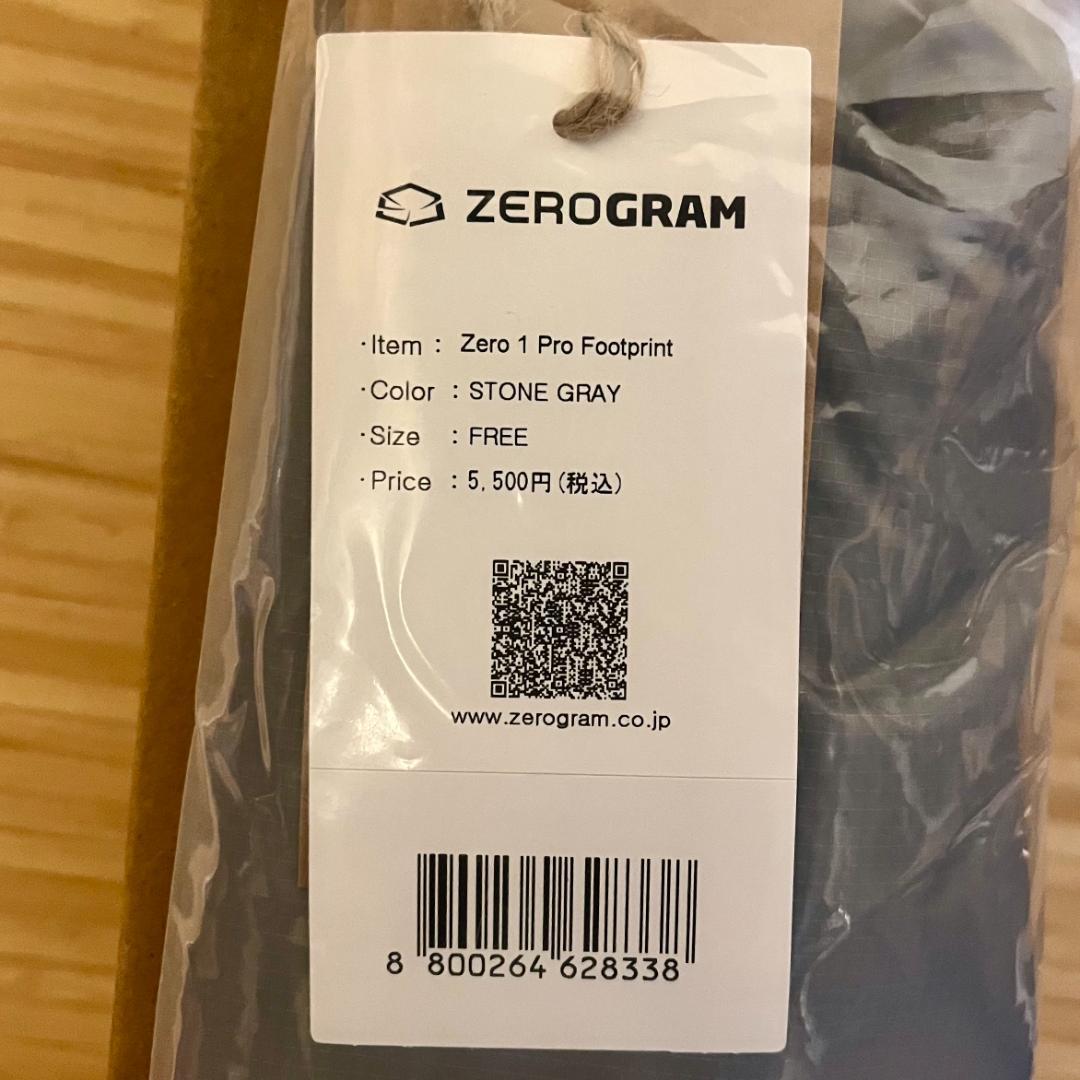 ZEROGRAM
·Item : Zero 1 Pro Footprint
·Color : STONE GRAY
·Size : FREE
·Price : 5,500円(税込)
www.zerogram.co.jp
8 800264 628338